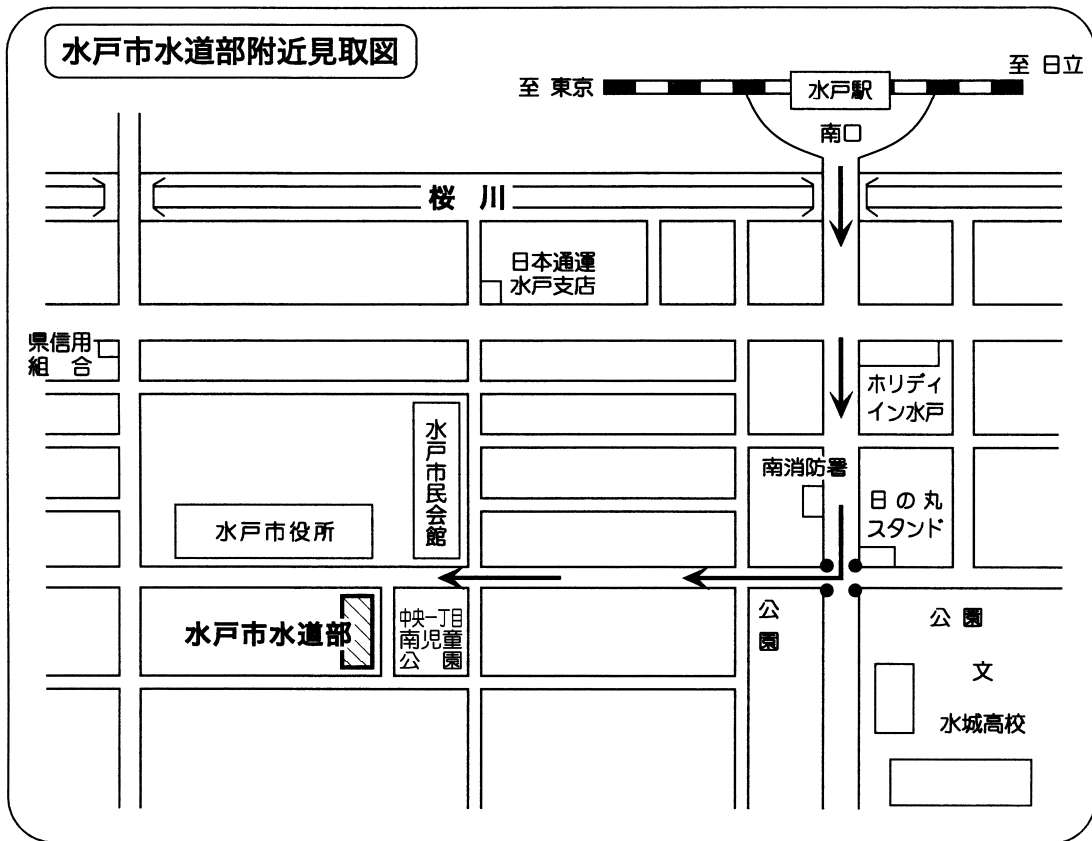 水戸市水道部附近見取図
至 日立
至 東京
水戸駅
南口
桜川
日本通運
水戸支店
県信用
組合
ホリディ
イン水戸
水戸市民会館
南消防署
日の丸
スタンド
水戸市役所
水戸市水道部
中央一丁目
南児童
公園
公園
公園
文
水城高校